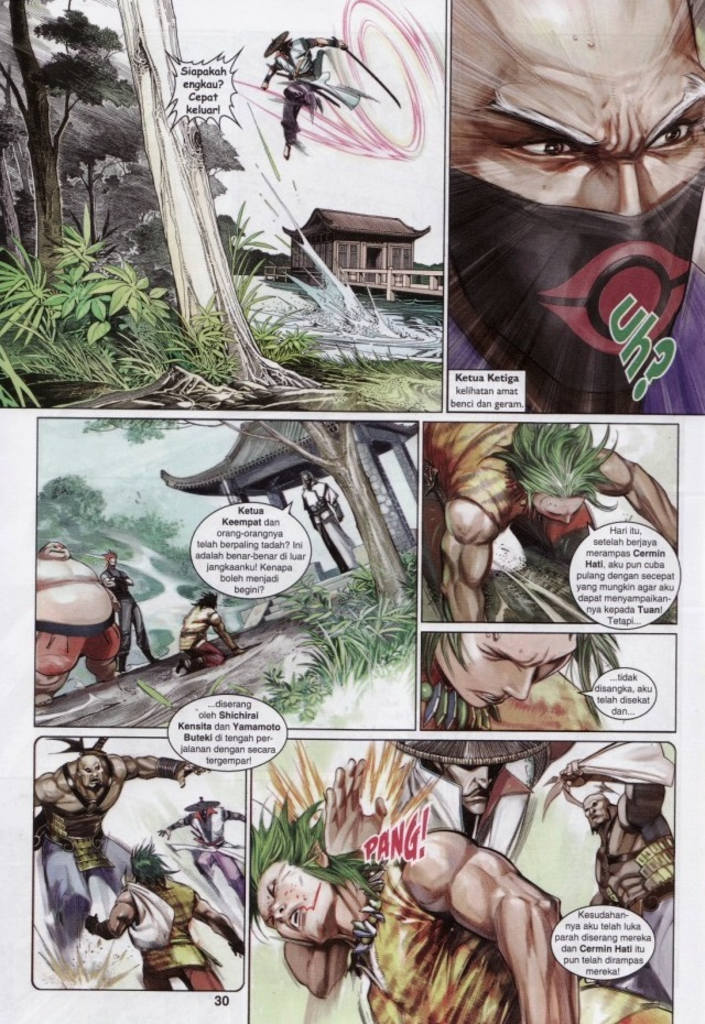 Siapakah
engkau?
Cepat
keluar!
Uh?
Ketua Ketiga
kelihatan amat
benci dan geram.
Ketua
Keempat dan
orang-orangnya
telah berpaling tadah? Ini
adalah benar-benar di luar
jangkaanku! Kenapa
boleh menjadi
begini?
Hari itu,
setelah berjaya
merampas Cermin
Hati, aku pun cuba
pulang dengan secepat
yang mungkin agar aku
dapat menyampaikan-
nya kepada Tuan!
Tetapi...
...tidak
disangka, aku
telah disekat
dan...
...diserang
oleh Shichirai
Kensita dan Yamamoto
Buteki di tengah per-
jalanan dengan secara
tergempar!
PANG!
Kesudahan-
nya aku telah luka
parah diserang mereka
dan Cermin Hati itu
pun telah dirampas
mereka!
30